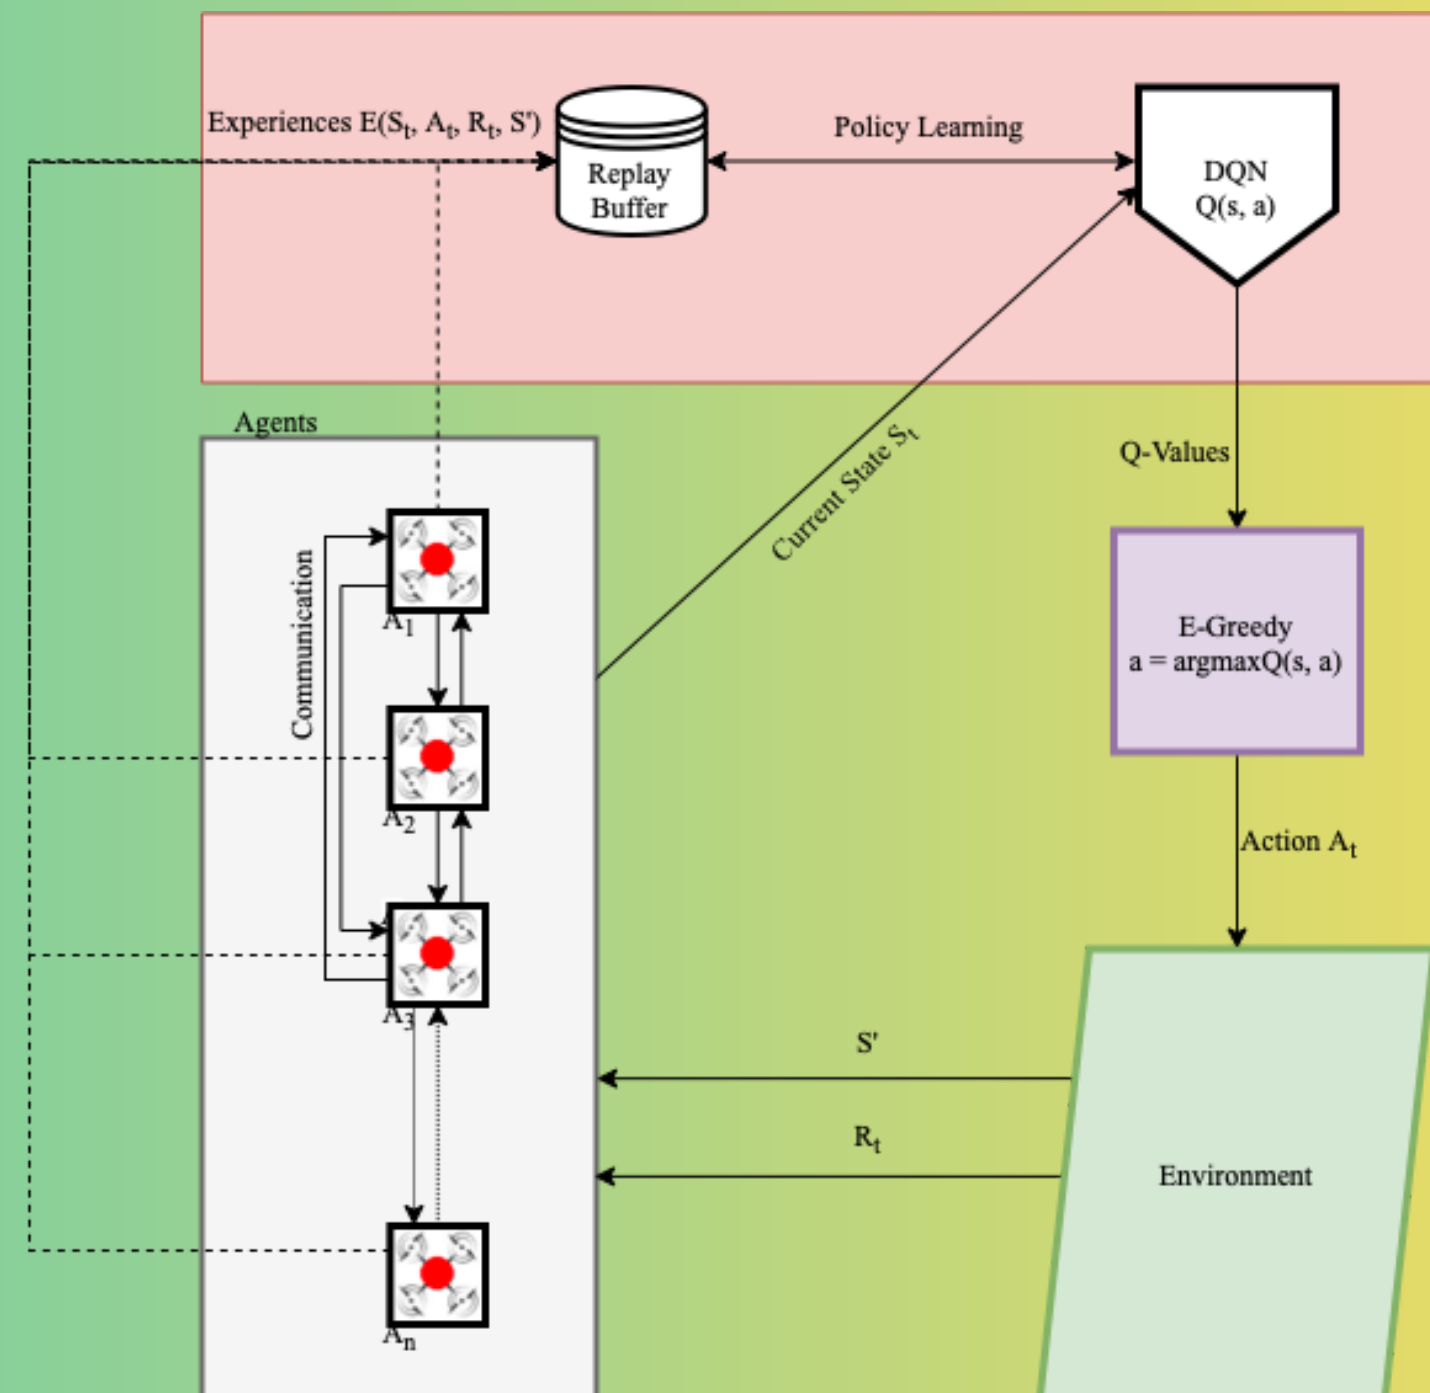 Experiences E(St, At, Rt, S')
Replay
Buffer
Policy Learning
DQN
Q(s, a)
Agents
Current State St
Q-Values
Communication
A1
E-Greedy
a = argmaxQ(s, a)
A2
Action At
A3
S'
Rt
Environment
An